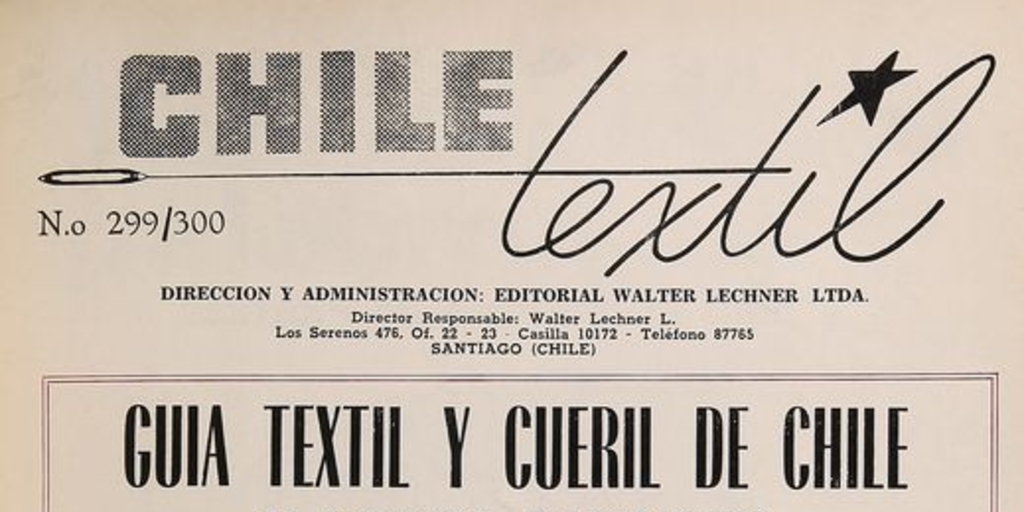 CHILE textil
N.o 299/300
DIRECCION Y ADMINISTRACION: EDITORIAL WALTER LECHNER LTDA.
Director Responsable: Walter Lechner L.
Los Serenos 476, Of. 22 - 23 - Casilla 10172 - Teléfono 87765
SANTIAGO (CHILE)
GUIA TEXTIL Y CUERIL DE CHILE